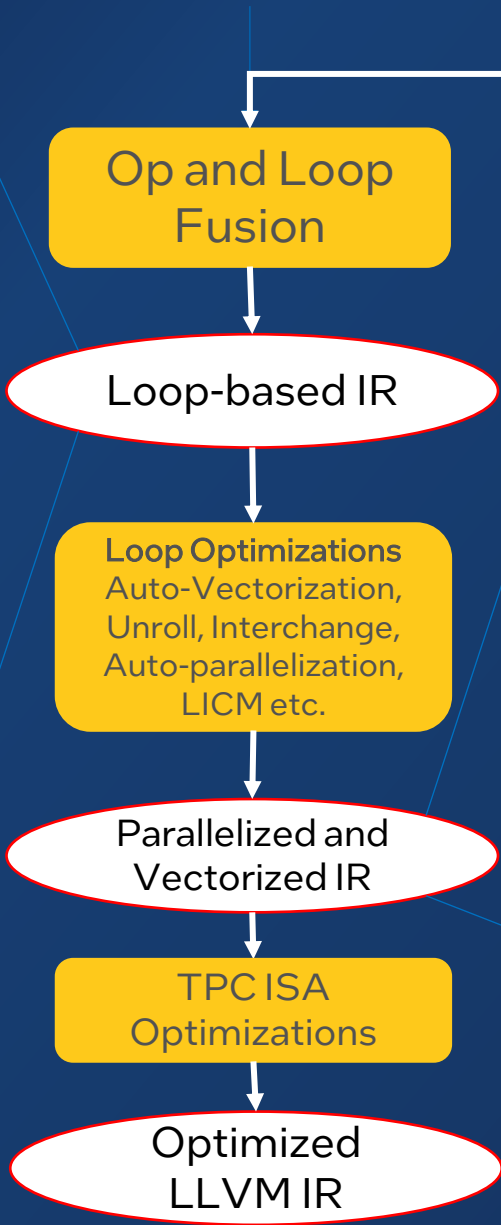 Op and Loop
Fusion
Loop-based IR
Loop Optimizations
Auto-Vectorization,
Unroll, Interchange,
Auto-parallelization,
LICM etc.
Parallelized and
Vectorized IR
TPC ISA
Optimizations
Optimized
LLVM IR